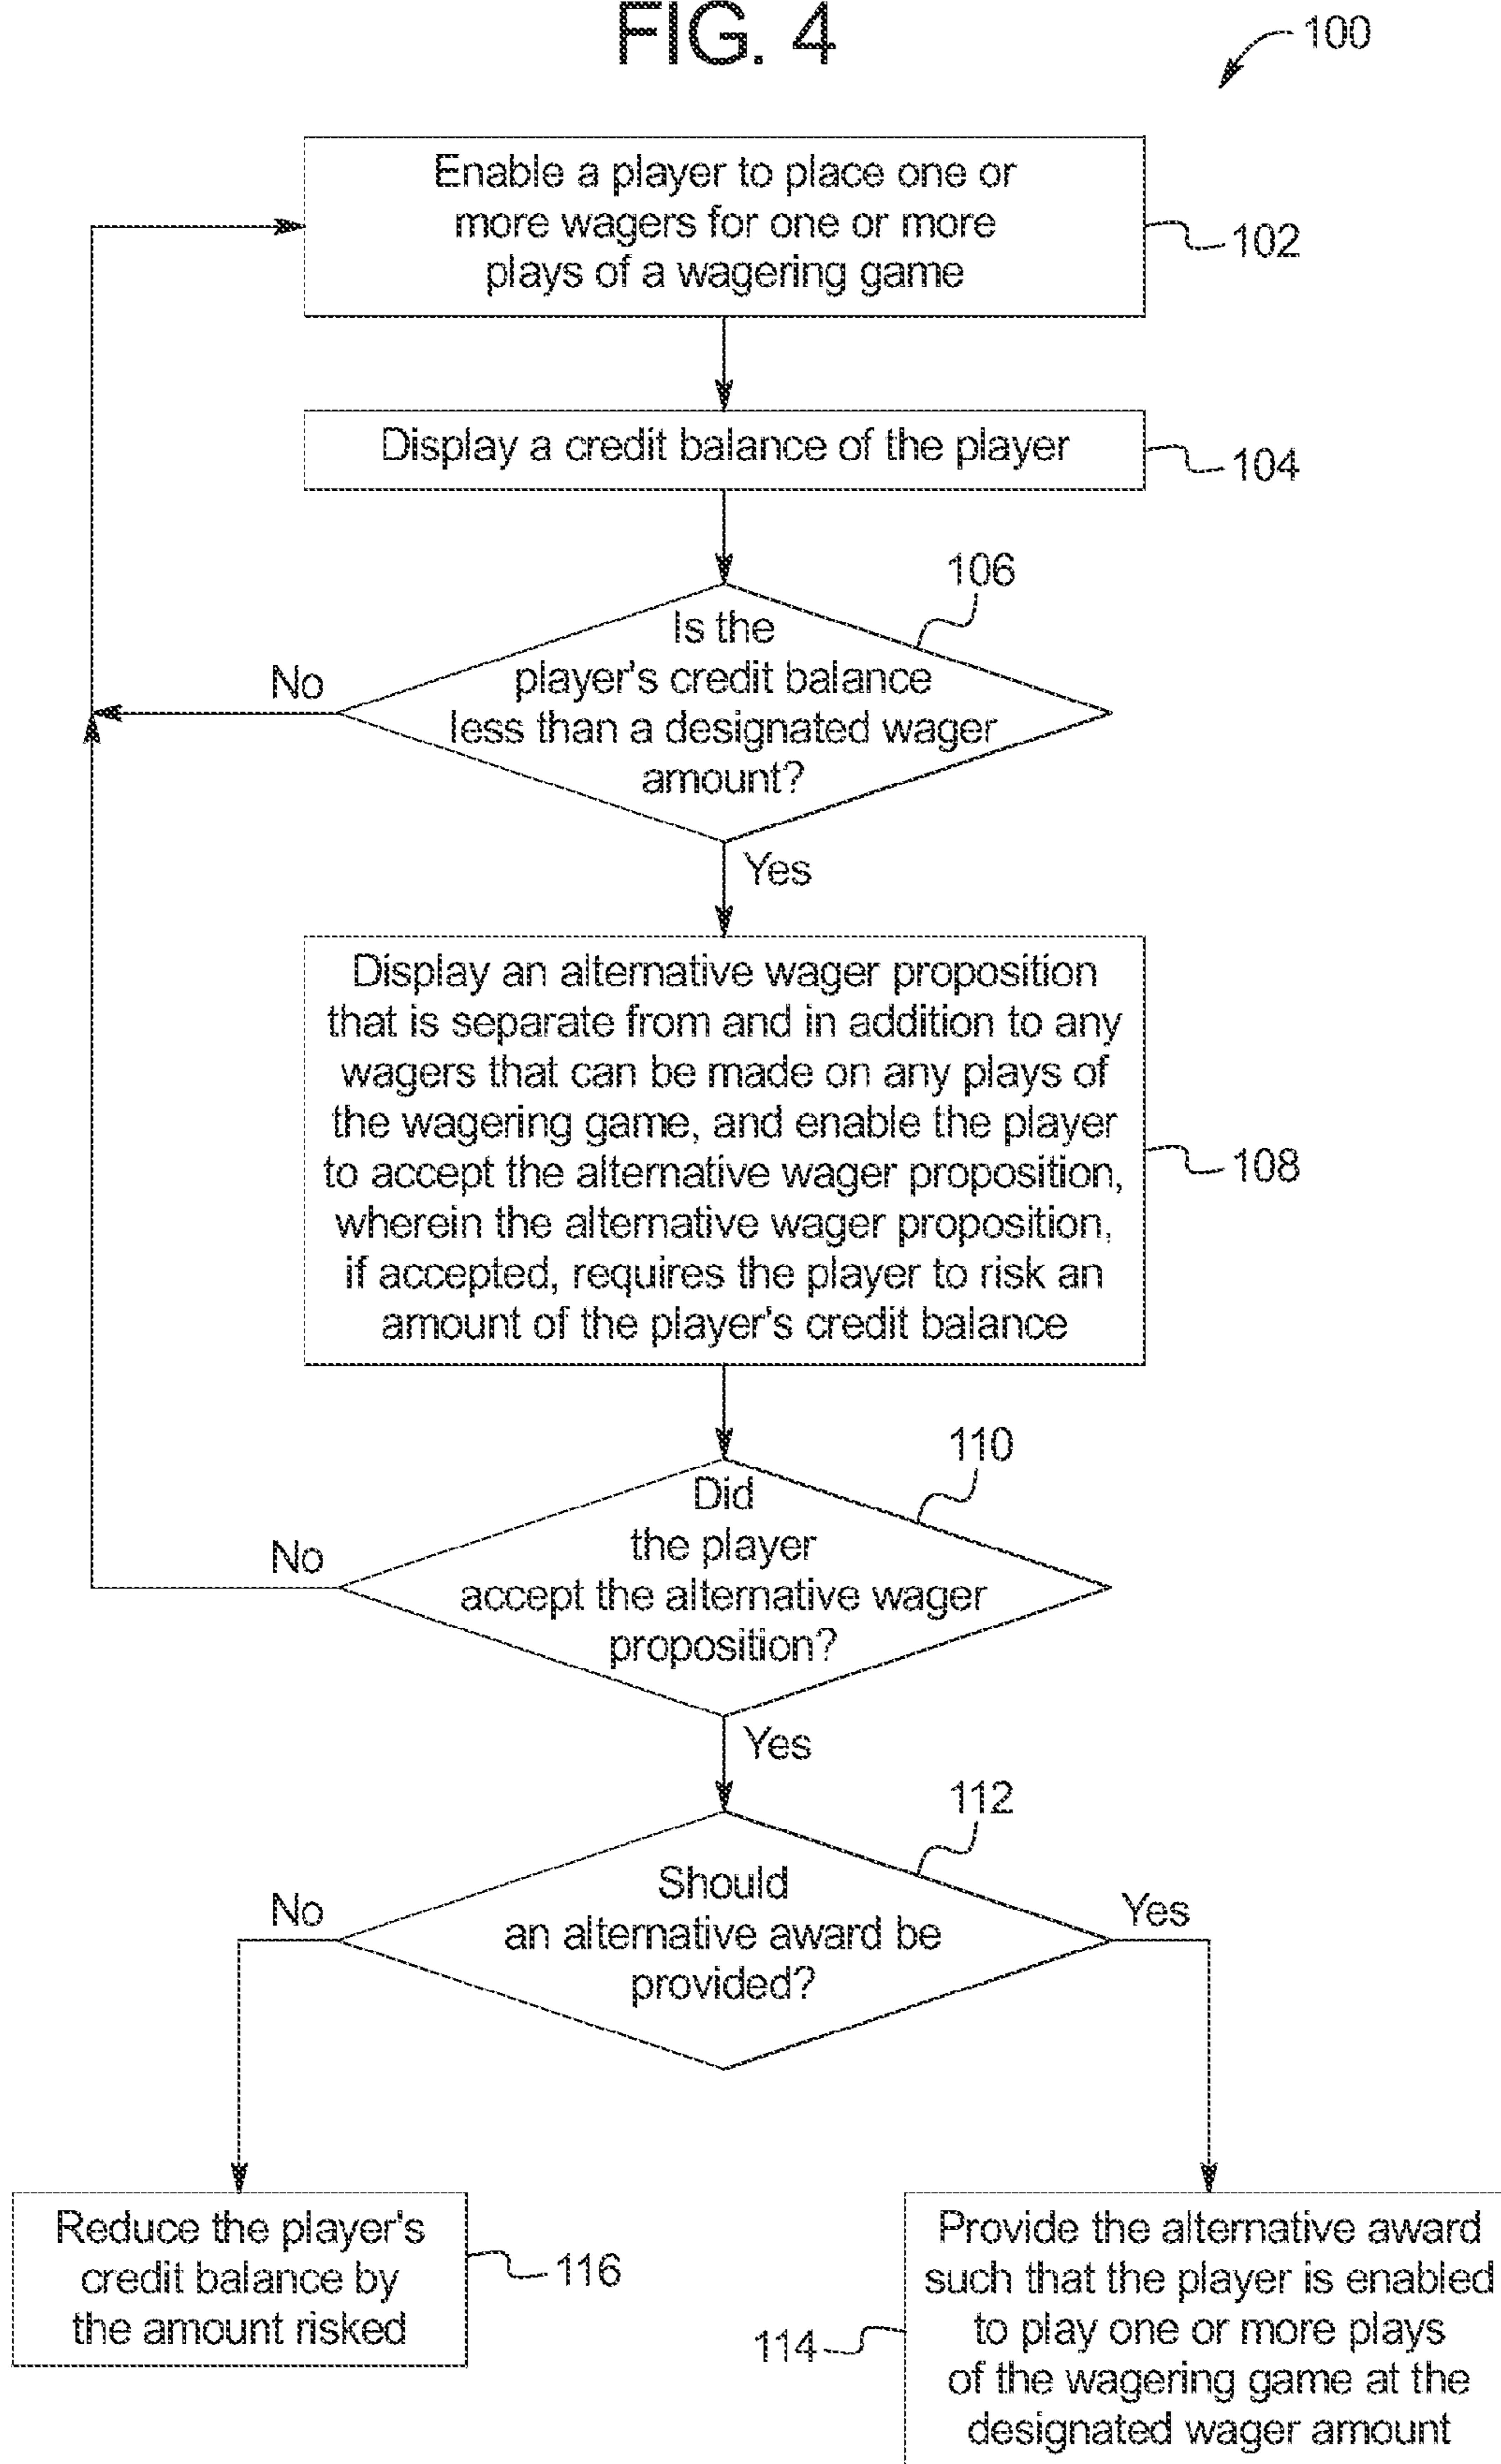 FIG. 4
100
Enable a player to place one or
more wagers for one or more
plays of a wagering game
102
Display a credit balance of the player
104
106
Is the
player's credit balance
less than a designated wager
amount?
No
Yes
Display an alternative wager proposition
that is separate from and in addition to any
wagers that can be made on any plays of
the wagering game, and enable the player
to accept the alternative wager proposition,
wherein the alternative wager proposition,
if accepted, requires the player to risk an
amount of the player's credit balance
108
110
Did
the player
accept the alternative wager
proposition?
No
Yes
112
Should
an alternative award be
provided?
No
Yes
Reduce the player's
credit balance by
the amount risked
116
Provide the alternative award
such that the player is enabled
to play one or more plays
of the wagering game at the
designated wager amount
114